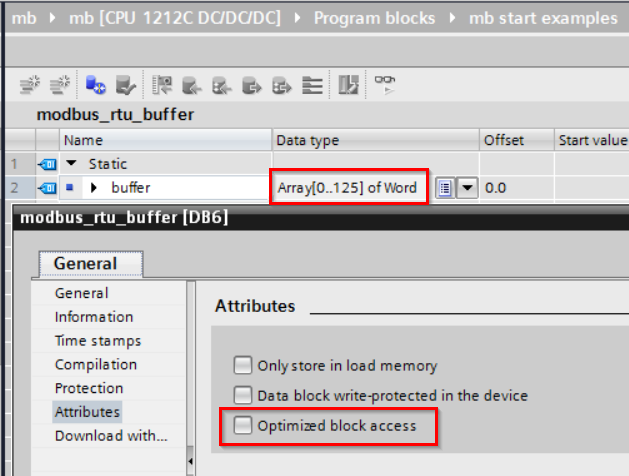 mb ▸ mb [CPU 1212C DC/DC/DC] ▸ Program blocks ▸ mb start examples
modbus_rtu_buffer
Name Data type Offset Start value
1 Static
2 buffer Array[0..125] of Word 0.0
modbus_rtu_buffer [DB6]
General
General
Information
Time stamps
Compilation
Protection
Attributes
Download with...
Attributes
Only store in load memory
Data block write-protected in the device
Optimized block access